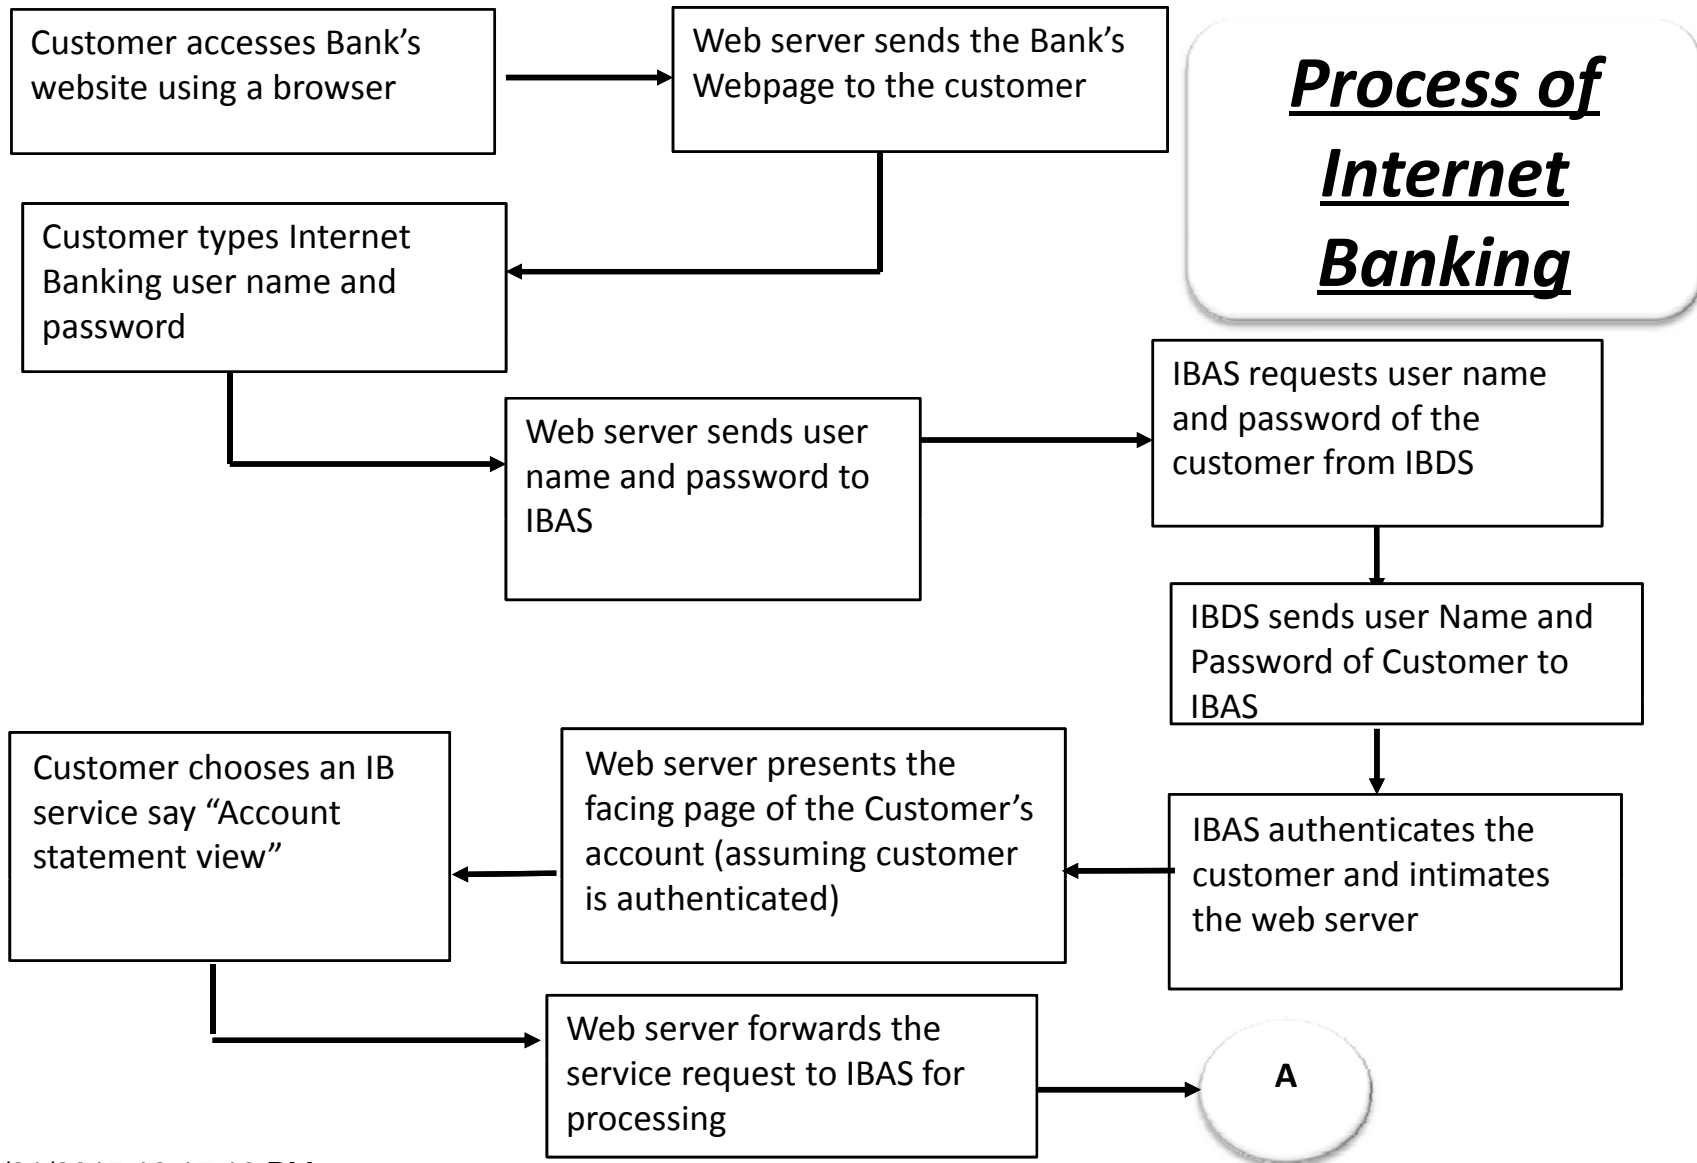 Customer accesses Bank’s
website using a browser
Web server sends the Bank’s
Webpage to the customer
Process of
Internet
Banking
Customer types Internet
Banking user name and
password
Web server sends user
name and password to
IBAS
IBAS requests user name
and password of the
customer from IBDS
IBDS sends user Name and
Password of Customer to
IBAS
IBAS authenticates the
customer and intimates
the web server
Web server presents the
facing page of the Customer’s
account (assuming customer
is authenticated)
Customer chooses an IB
service say “Account
statement view”
Web server forwards the
service request to IBAS for
processing
A